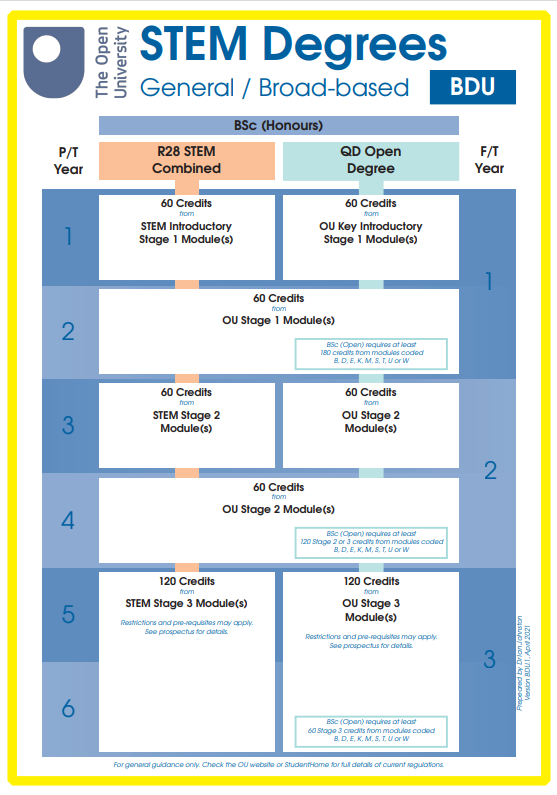 The Open
University
STEM Degrees
General / Broad-based
BDU
BSc (Honours)
P/T
Year
R28 STEM
Combined
QD Open
Degree
F/T
Year
1
60 Credits
from
STEM Introductory
Stage 1 Module(s)
60 Credits
from
OU Key Introductory
Stage 1 Module(s)
1
2
60 Credits
from
OU Stage 1 Module(s)
BSc (Open) requires at least
180 credits from modules coded
B, D, E, K, M, S, T, U or W
3
60 Credits
from
STEM Stage 2
Module(s)
60 Credits
from
OU Stage 2
Module(s)
2
4
60 Credits
from
OU Stage 2 Module(s)
BSc (Open) requires at least
120 Stage 2 or 3 credits from modules coded
B, D, E, K, M, S, T, U or W
5
120 Credits
from
STEM Stage 3 Module(s)
Restrictions and pre-requisites may apply.
See prospectus for details.
120 Credits
from
OU Stage 3
Module(s)
Restrictions and pre-requisites may apply.
See prospectus for details.
3
6
BSc (Open) requires at least
60 Stage 3 credits from modules coded
B, D, E, K, M, S, T, U or W
Prepeared by Dr Ian Johnston
Version BDU1, April 2021
For general guidance only. Check the OU website or StudentHome for full details of current regulations.